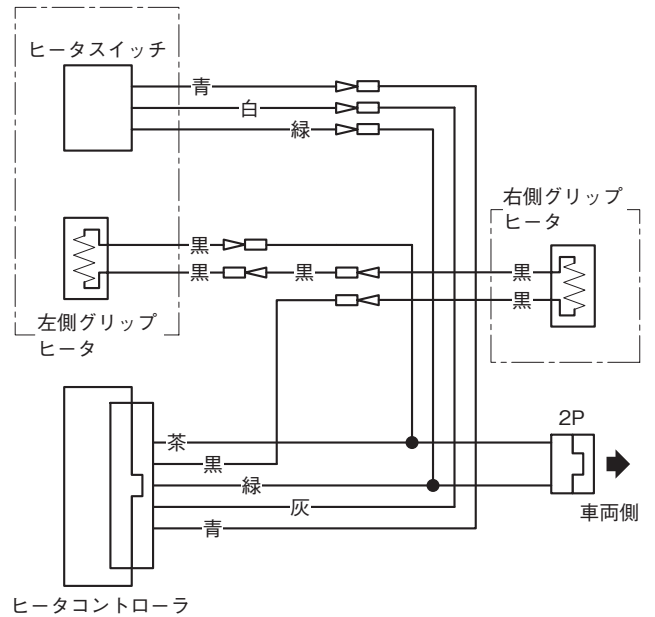 ヒータスイッチ
青
白
緑
右側グリップ
ヒータ
黒
黒 黒 黒
黒
左側グリップ
ヒータ
2P
茶
黒
緑
灰
青
車両側
ヒータコントローラ